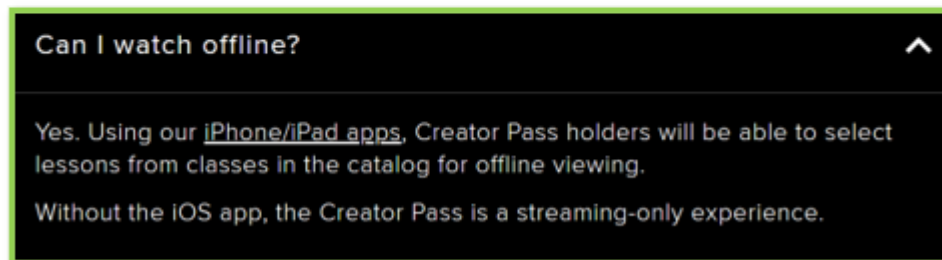 Can I watch offline?
Yes. Using our iPhone/iPad apps, Creator Pass holders will be able to select
lessons from classes in the catalog for offline viewing.
Without the iOS app, the Creator Pass is a streaming-only experience.